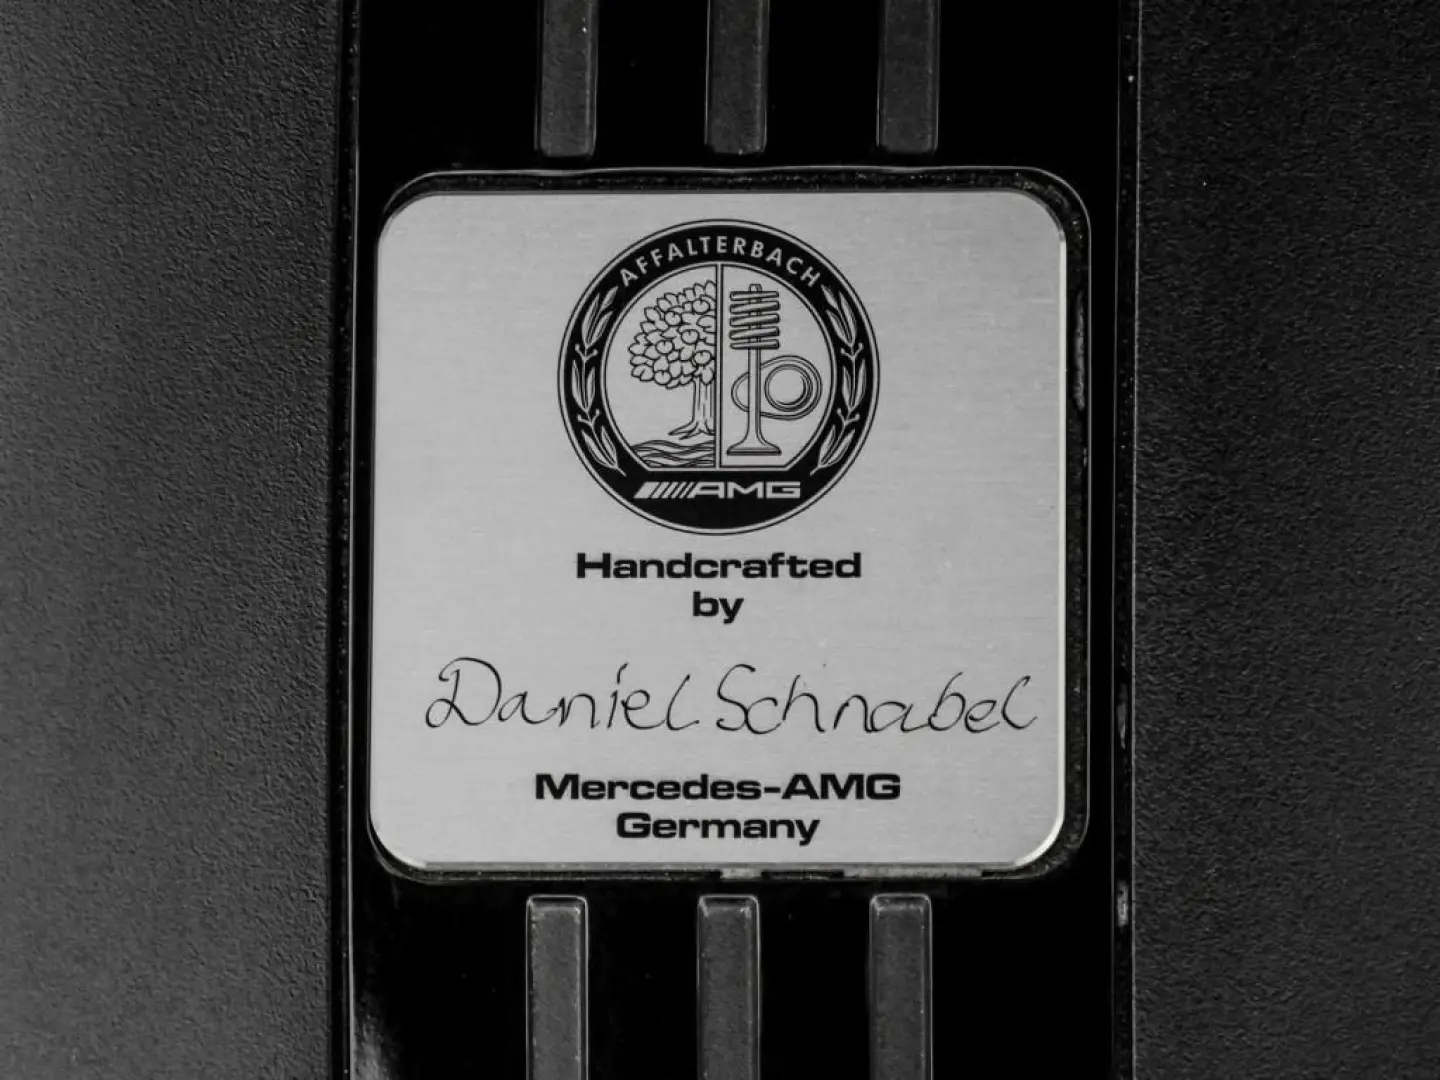 AFFALTERBACH
AMG
Handcrafted
by
Daniel Schnabel
Mercedes-AMG
Germany